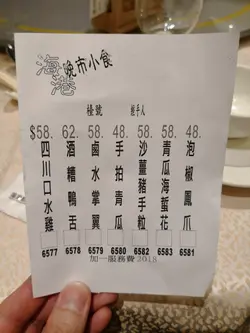 海港
晚市小食
檯號 經手人
$58. 62. 58. 48. 58. 58. 48.
四川口水雞
酒糟鴨舌
鹵水掌翼
手拍青瓜
沙薑豬手粒
青瓜海蜇花
泡椒鳳爪
6577 6578 6579 6580 6582 6583 6581
加一服務費 2018